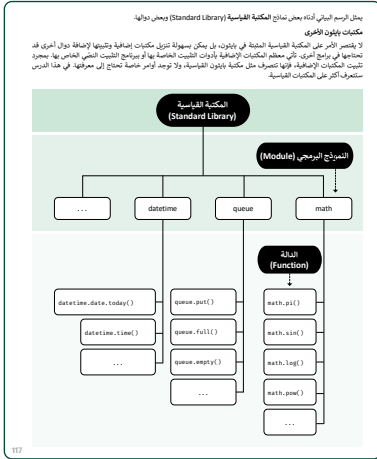 يمثل الرسم البياني أدناه بعض نماذج المكتبة القياسية (Standard Library) وبعض دوالها.
مكتبات بايثون الأخرى
لا يقتصر الأمر على المكتبة القياسية المثبتة في بايثون، بل يمكن بسهولة تنزيل مكتبات إضافية وتثبيتها لإضافة دوال أخرى قد
تحتاجها في برامج أخرى. تأتي معظم المكتبات الإضافية بأدوات التثبيت الخاصة بها أو ببرنامج التثبيت النصّي الخاص بها. بمجرد
تثبيت المكتبات الإضافية، فإنها تتصرف مثل مكتبة بايثون القياسية، ولا توجد أوامر خاصة تحتاج إلى معرفتها. في هذا الدرس
ستتعرف أكثر على المكتبات القياسية.
المكتبة القياسية
(Standard Library)
النموذج البرمجي (Module)
math
queue
datetime
...
الدالة
(Function)
math.pi()
queue.put()
datetime.date.today()
math.sin()
queue.full()
datetime.time()
math.log()
queue.empty()
...
math.pow()
...
...
117